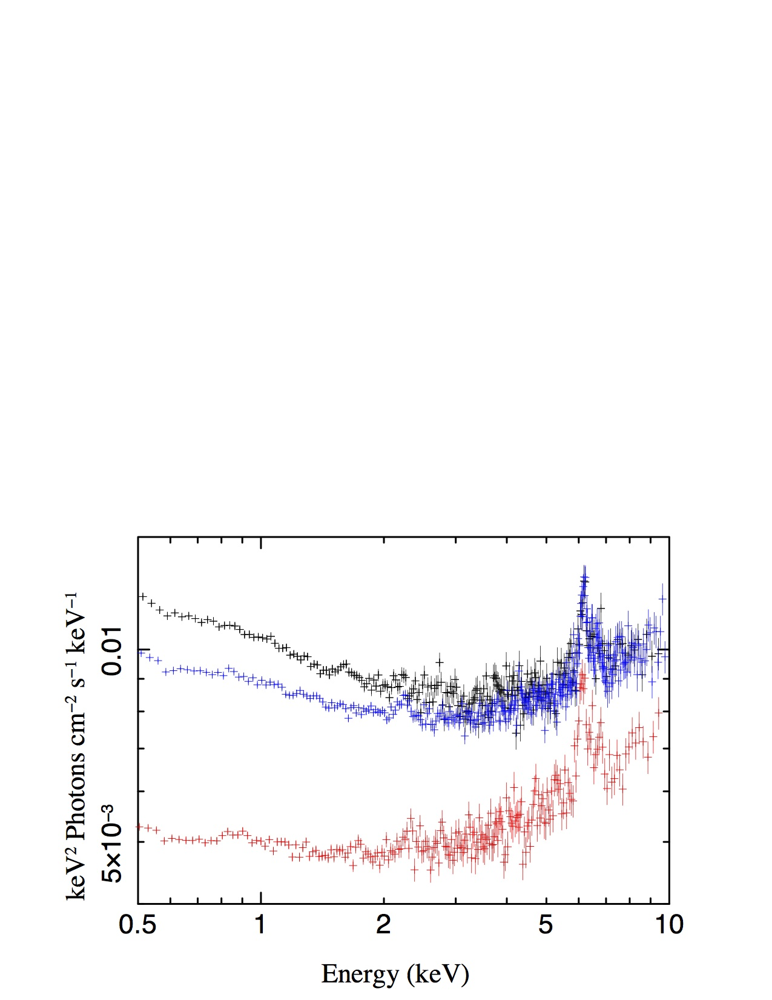 keV² Photons cm⁻² s⁻¹ keV⁻¹
0.01
5×10⁻³
0.5 1 2 5 10
Energy (keV)